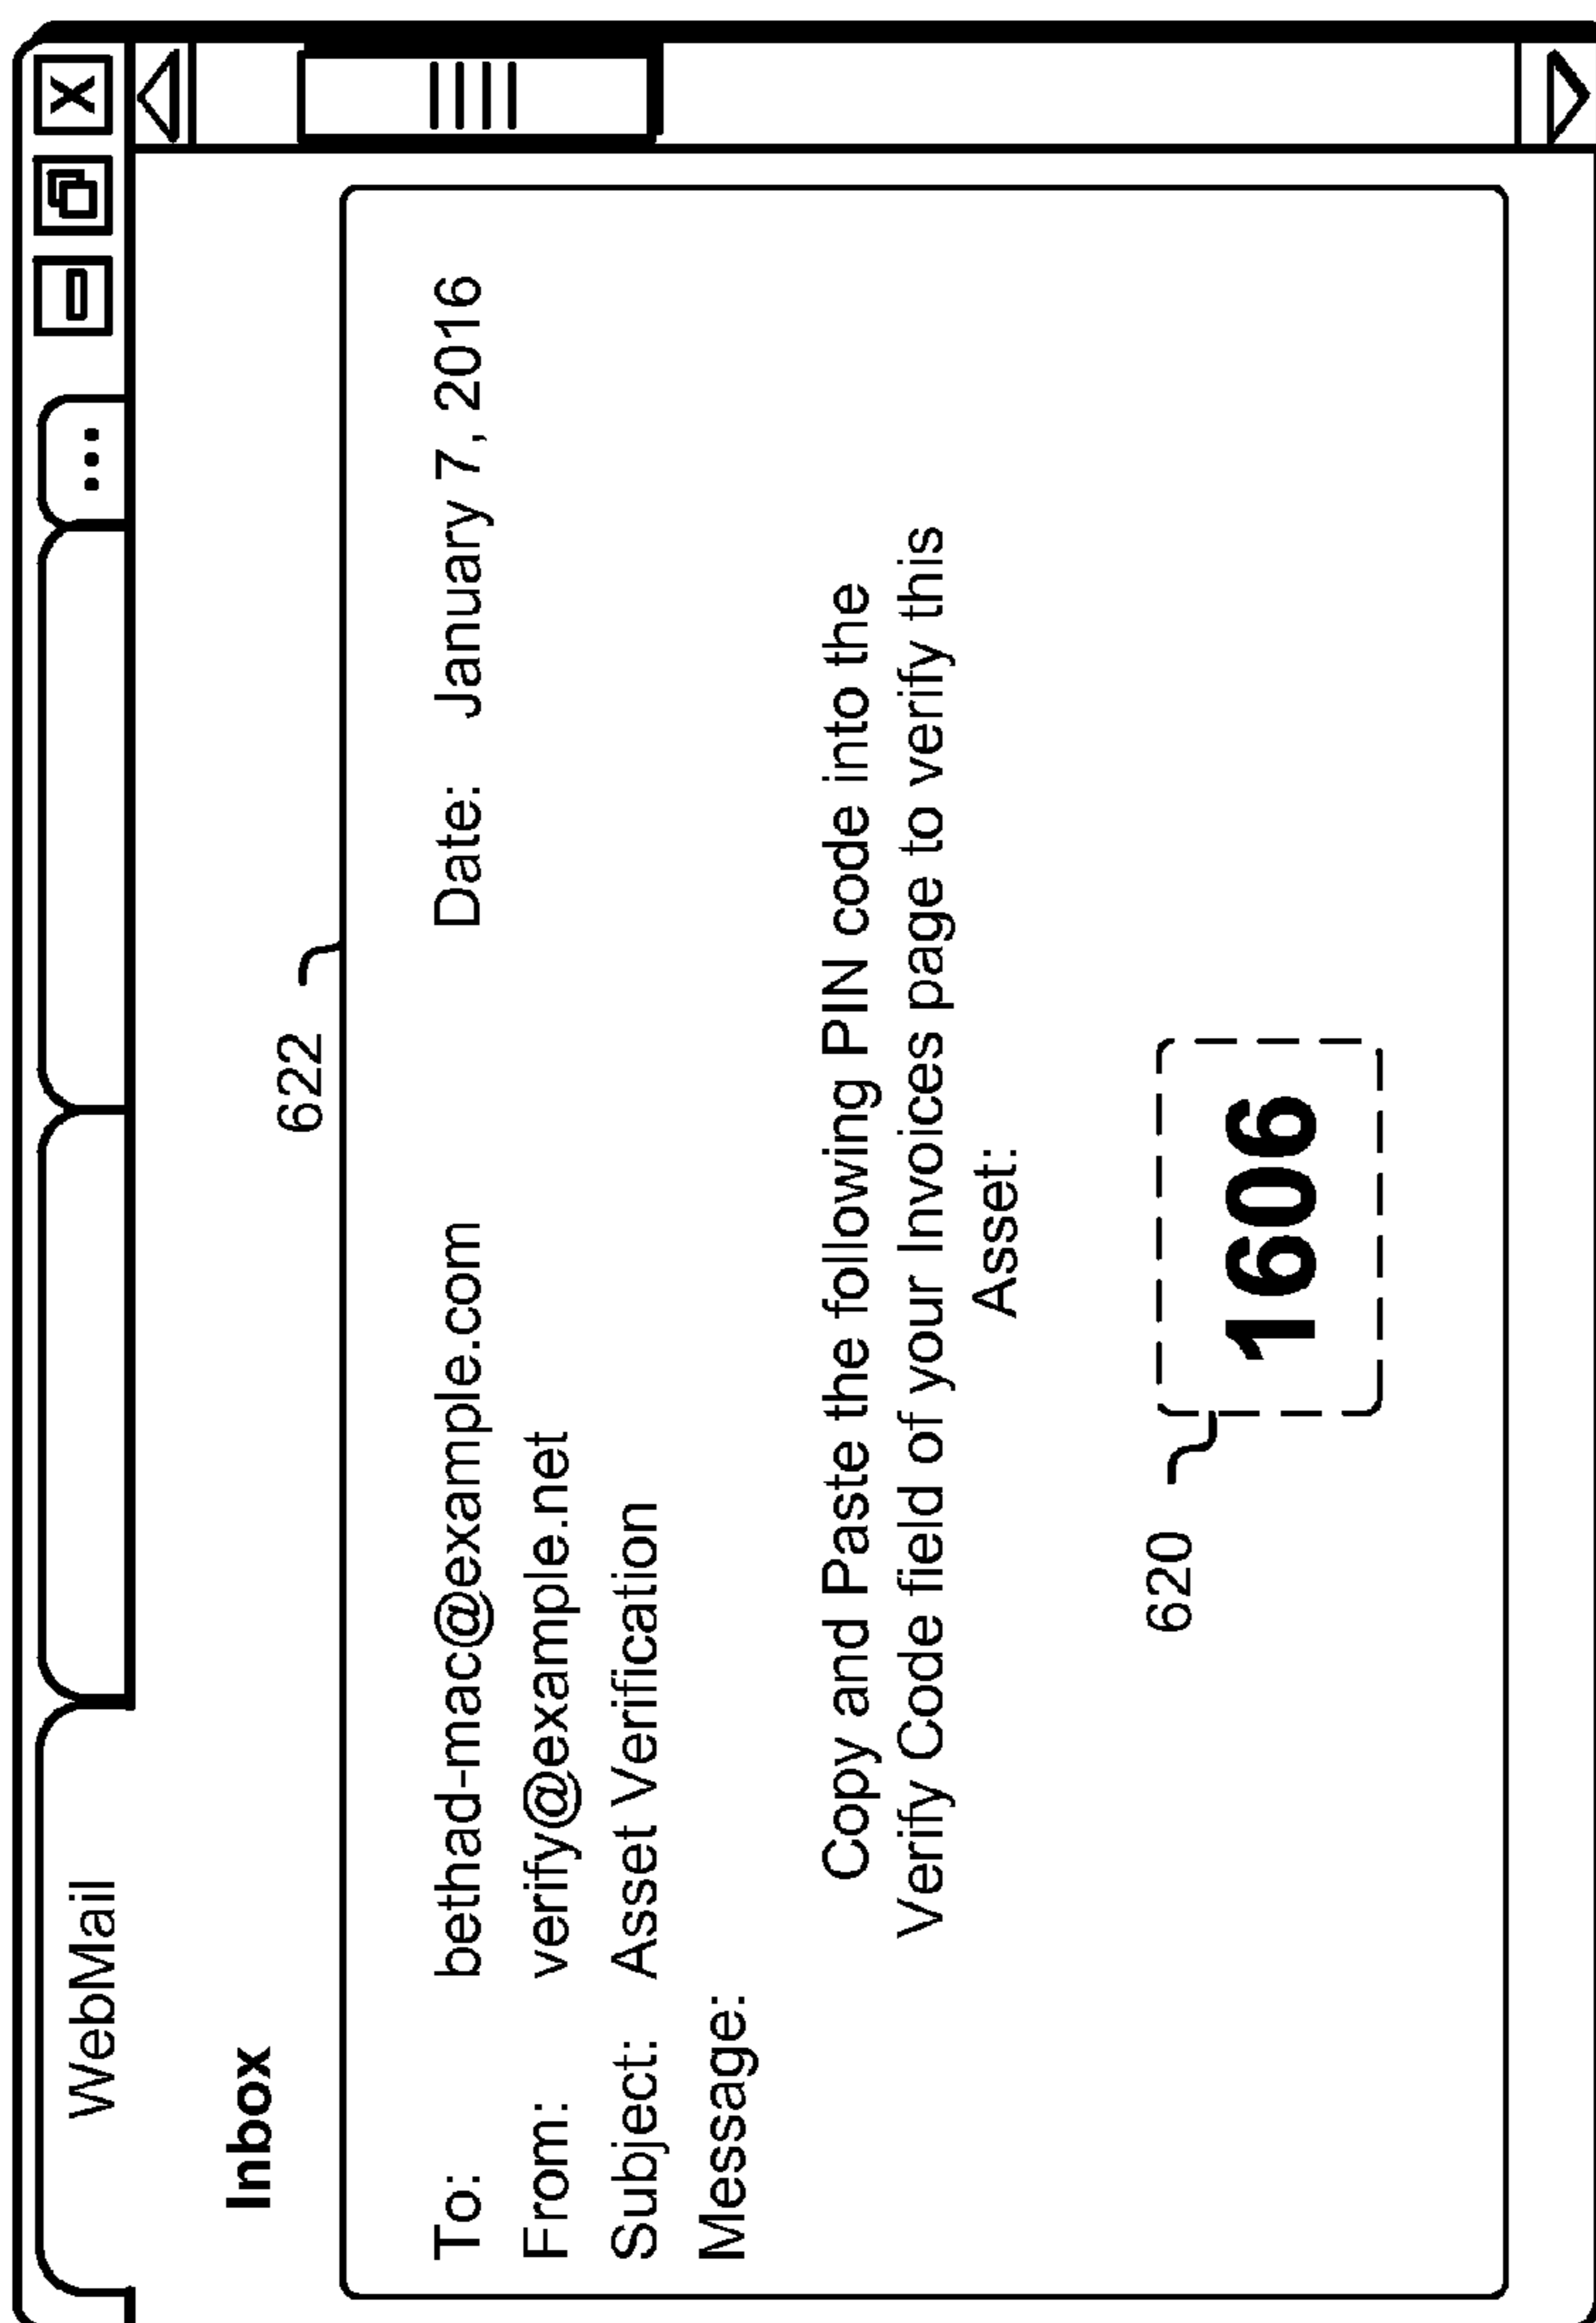 WebMail
...
Inbox
622
To: bethad-mac@example.com Date: January 7, 2016
From: verify@example.net
Subject: Asset Verification
Message:
Copy and Paste the following PIN code into the
Verify Code field of your Invoices page to verify this
Asset:
620
1606